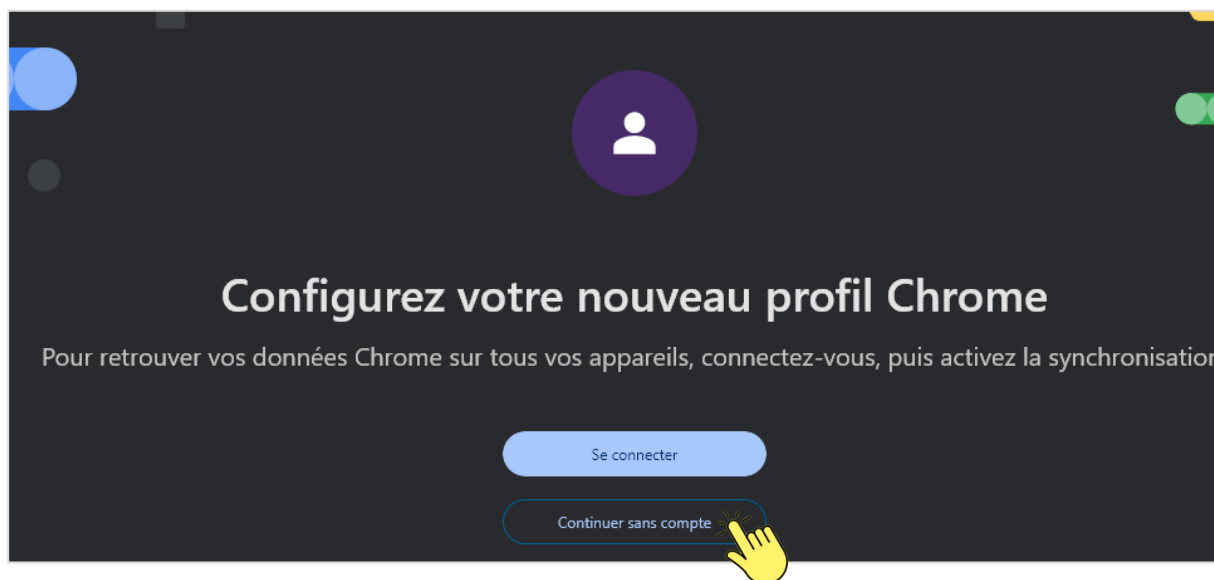 Configurez votre nouveau profil Chrome
Pour retrouver vos données Chrome sur tous vos appareils, connectez-vous, puis activez la synchronisation
Se connecter
Continuer sans compte